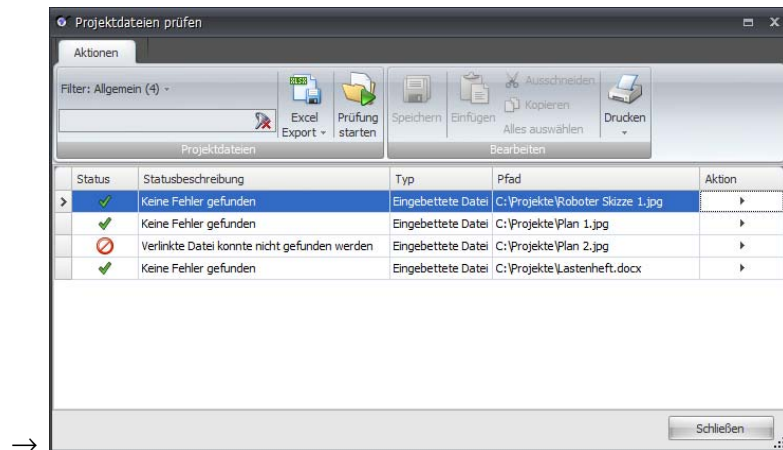 Projektdateien prüfen
Aktionen
Filter: Allgemein (4)
Excel Export
Prüfung starten
Projektdateien
Speichern
Einfügen
Ausschneiden
Kopieren
Alles auswählen
Drucken
Bearbeiten
Status Statusbeschreibung Typ Pfad Aktion
Keine Fehler gefunden Eingebettete Datei C:\Projekte\Roboter Skizze 1.jpg
Keine Fehler gefunden Eingebettete Datei C:\Projekte\Plan 1.jpg
Verlinkte Datei konnte nicht gefunden werden Eingebettete Datei C:\Projekte\Plan 2.jpg
Keine Fehler gefunden Eingebettete Datei C:\Projekte\Lastenheft.docx
→ Schließen